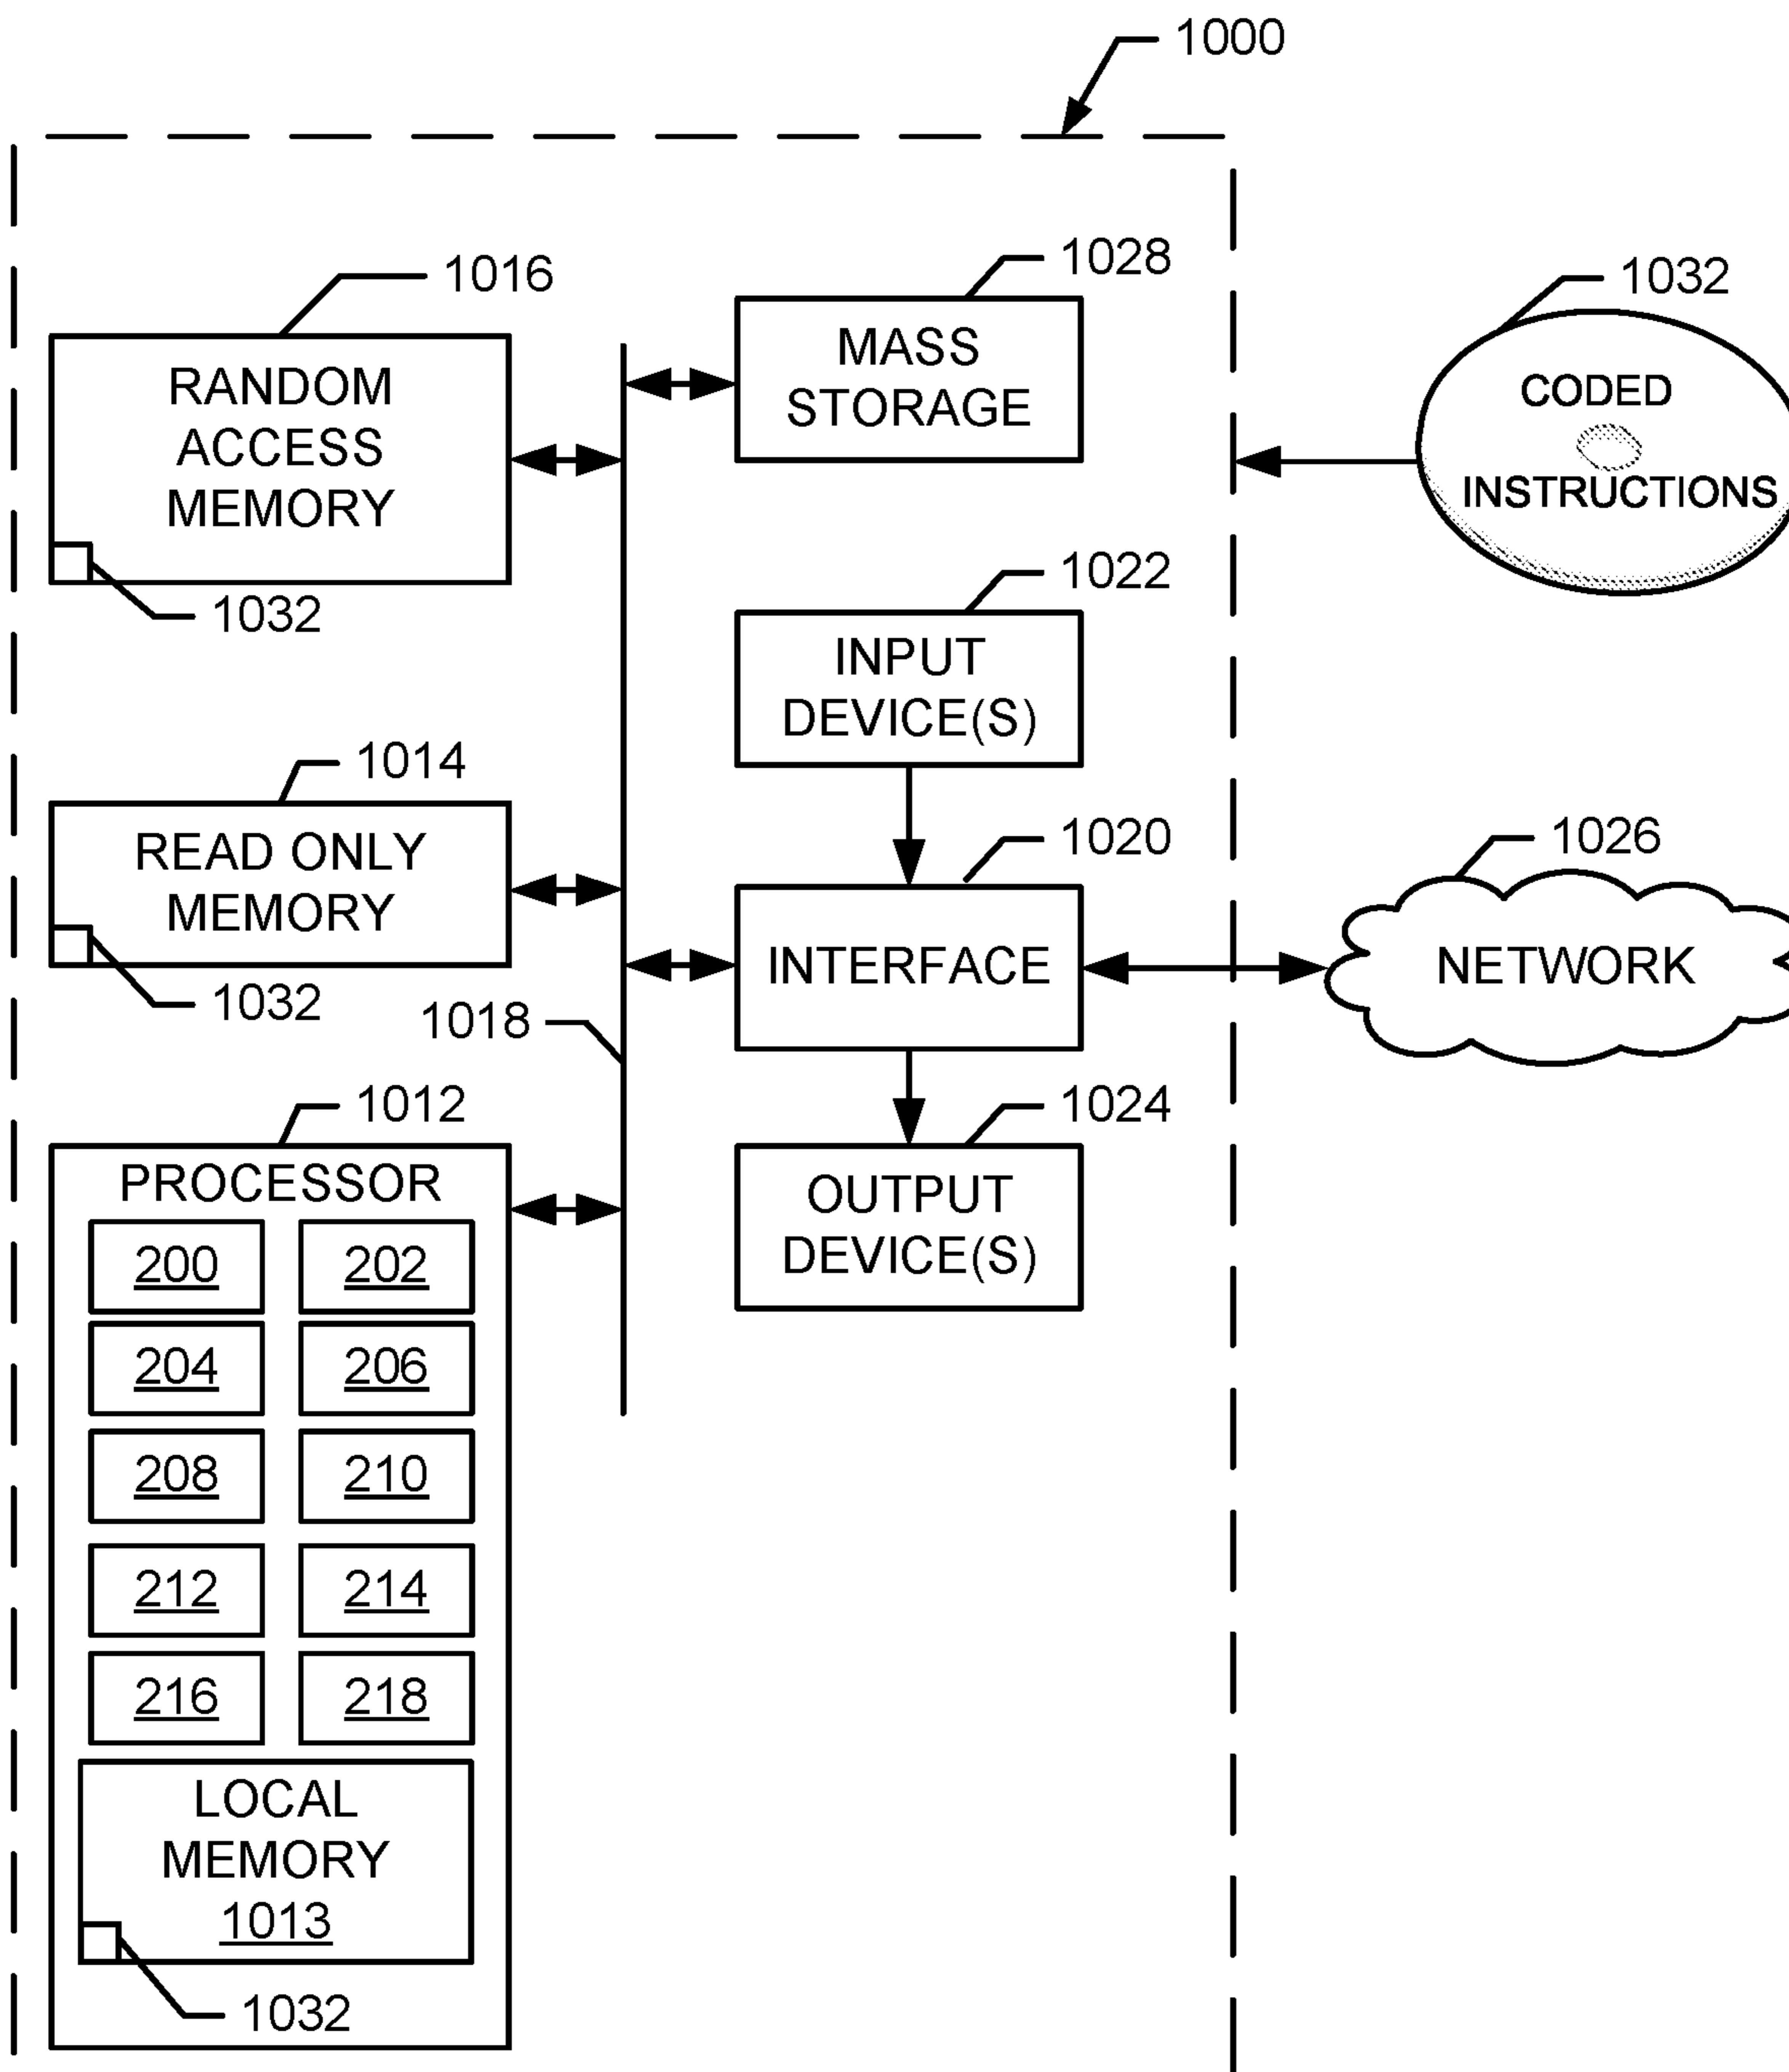 1000
1016
RANDOM
ACCESS
MEMORY
1032
1028
MASS
STORAGE
1032
CODED
INSTRUCTIONS
1022
INPUT
DEVICE(S)
1014
READ ONLY
MEMORY
1032
1020
INTERFACE
1026
NETWORK
1018
1012
PROCESSOR
200 202
204 206
208 210
212 214
216 218
LOCAL
MEMORY
1013
1032
1024
OUTPUT
DEVICE(S)